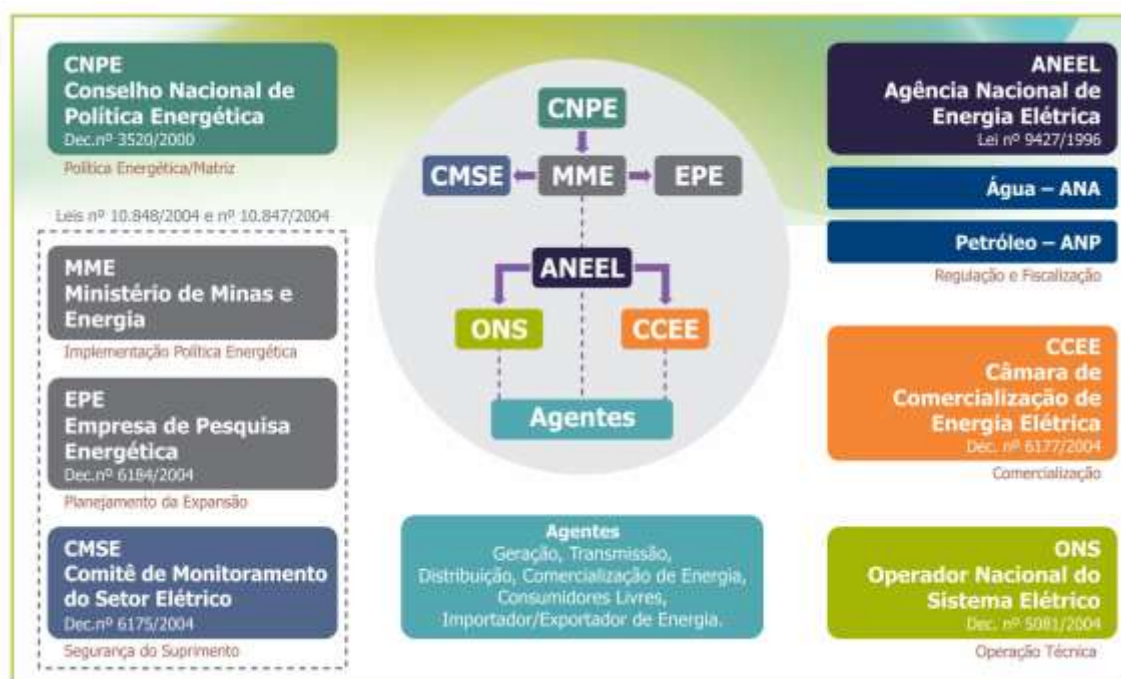 CNPE
Conselho Nacional de
Política Energética
Dec.nº 3520/2000
Política Energética/Matriz
Leis nº 10.848/2004 e nº 10.847/2004
MME
Ministério de Minas e
Energia
Implementação Política Energética
EPE
Empresa de Pesquisa
Energética
Dec.nº 6184/2004
Planejamento da Expansão
CMSE
Comitê de Monitoramento
do Setor Elétrico
Dec.nº 6175/2004
Segurança do Suprimento
CNPE
CMSE MME EPE
ANEEL
ONS CCEE
Agentes
Agentes
Geração, Transmissão,
Distribuição, Comercialização de Energia,
Consumidores Livres,
Importador/Exportador de Energia.
ANEEL
Agência Nacional de
Energia Elétrica
Lei nº 9427/1996
Água – ANA
Petróleo – ANP
Regulação e Fiscalização
CCEE
Câmara de
Comercialização de
Energia Elétrica
Déc. nº 6177/2004
Comercialização
ONS
Operador Nacional do
Sistema Elétrico
Dec. nº 5081/2004
Operação Técnica